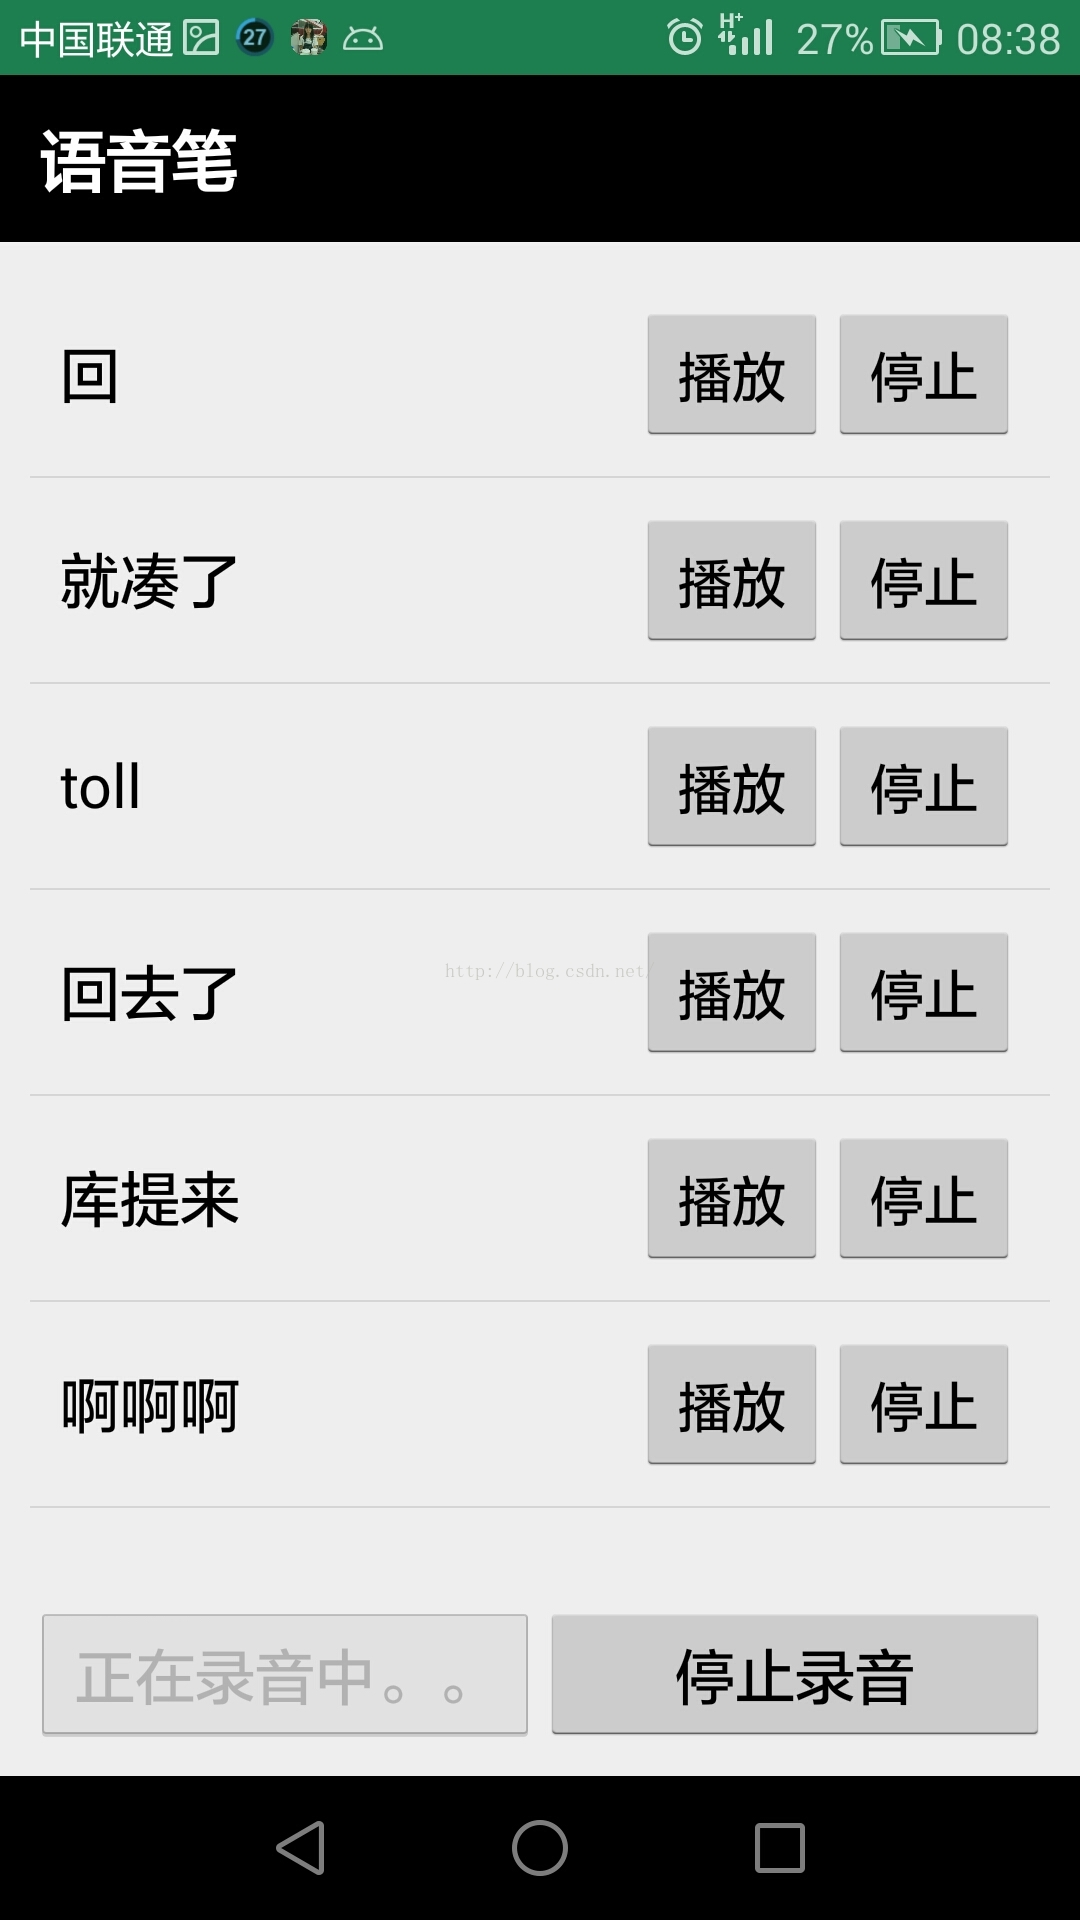 中国联通 27 H+ 27% 08:38
语音笔
回 播放 停止
就凑了 播放 停止
toll 播放 停止
http://blog.csdn.net/
回去了 播放 停止
库提来 播放 停止
啊啊啊 播放 停止
正在录音中。。 停止录音